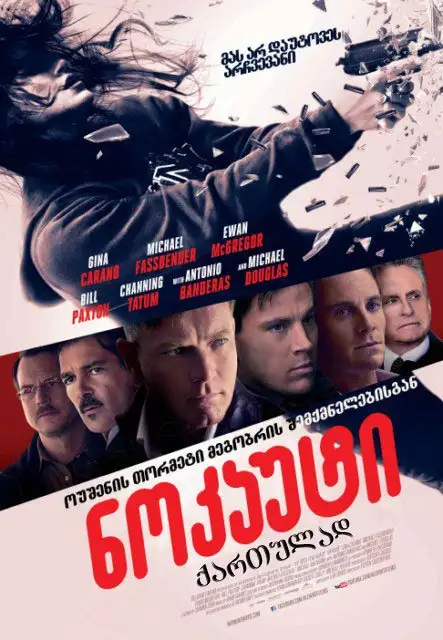 მას არ დაუტოვეს
არჩევანი
GINA CARANO
MICHAEL FASSBENDER
EWAN McGREGOR
BILL PAXTON
CHANNING TATUM
WITH ANTONIO BANDERAS
AND MICHAEL DOUGLAS
ოუშენის თორმეტი მეგობრის შემქმნელებისგან
ნოკაუტი
ქართულად